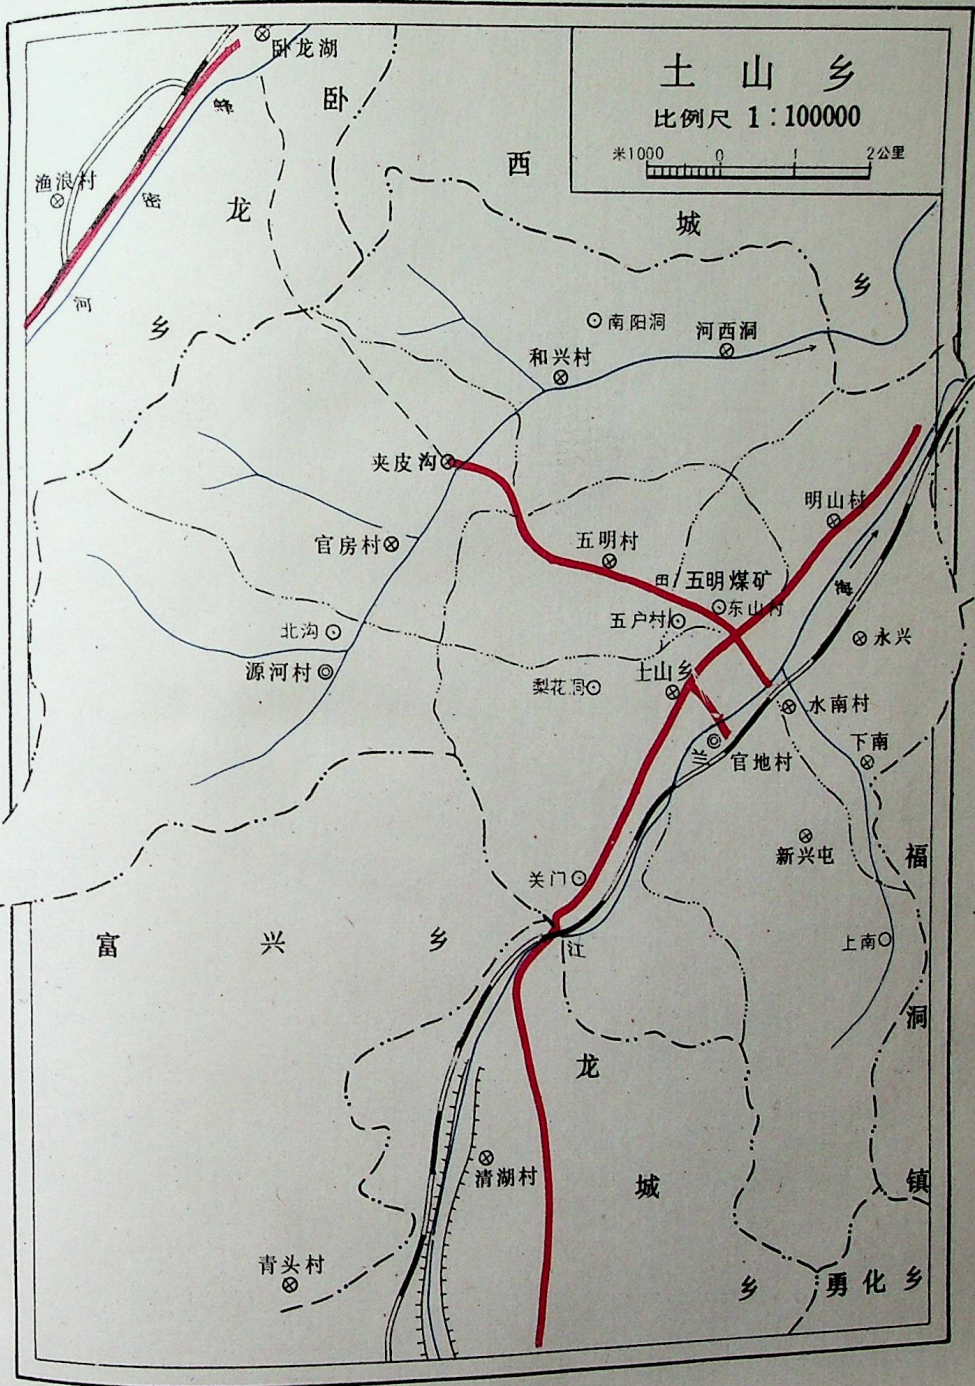 土山乡
比例尺 1:100000
米1000 0 1 2公里
卧龙湖
卧
蜂
西
渔浪村
密
龙
城
乡
河
乡
南阳洞
河西洞
和兴村
夹皮沟
明山村
官房村
五明村
田
五明煤矿
海
东山村
五户村
北沟
永兴
源河村
土山乡
梨花洞
水南村
兰
官地村
下南
新兴屯
福
关门
富兴乡
上南
江
洞
龙
清湖村
城
镇
青头村
乡
勇化乡